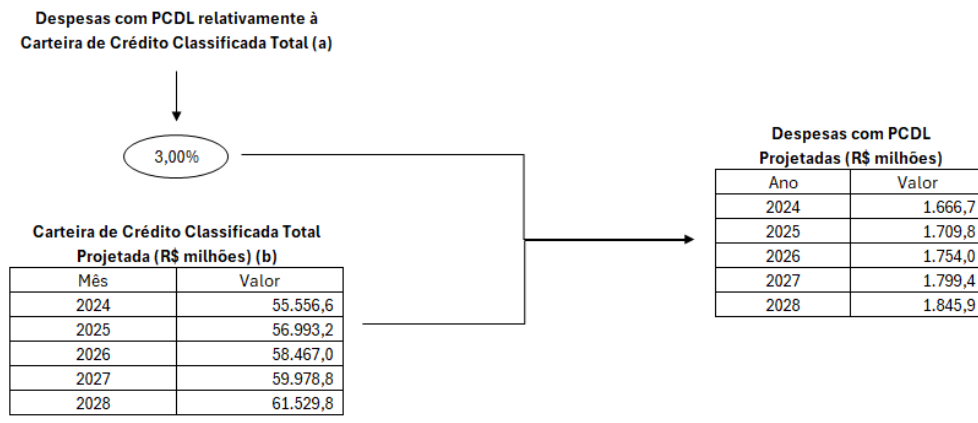 Despesas com PCDL relativamente à
Carteira de Crédito Classificada Total (a)
3,00%
Carteira de Crédito Classificada Total
Projetada (R$ milhões) (b)
Mês Valor
2024 55.556,6
2025 56.993,2
2026 58.467,0
2027 59.978,8
2028 61.529,8
Despesas com PCDL
Projetadas (R$ milhões)
Ano Valor
2024 1.666,7
2025 1.709,8
2026 1.754,0
2027 1.799,4
2028 1.845,9